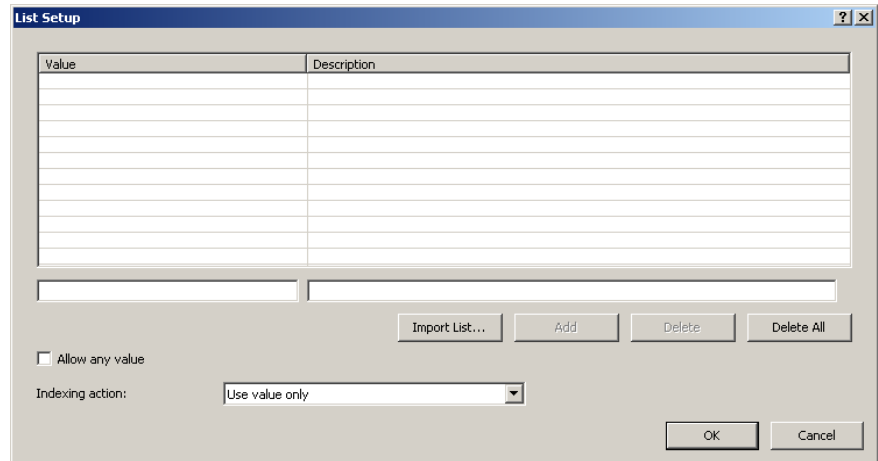 List Setup
Value Description
Import List... Add Delete Delete All
Allow any value
Indexing action: Use value only
OK Cancel